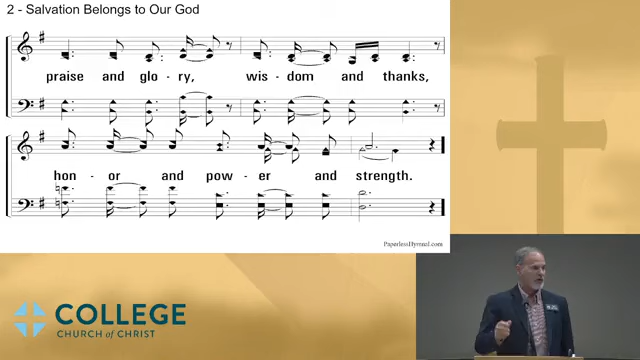 2 - Salvation Belongs to Our God
praise and glo - ry, wis - dom and thanks,
hon - or and pow - er and strength.
PaperlessHymnal.com
COLLEGE
CHURCH of CHRIST